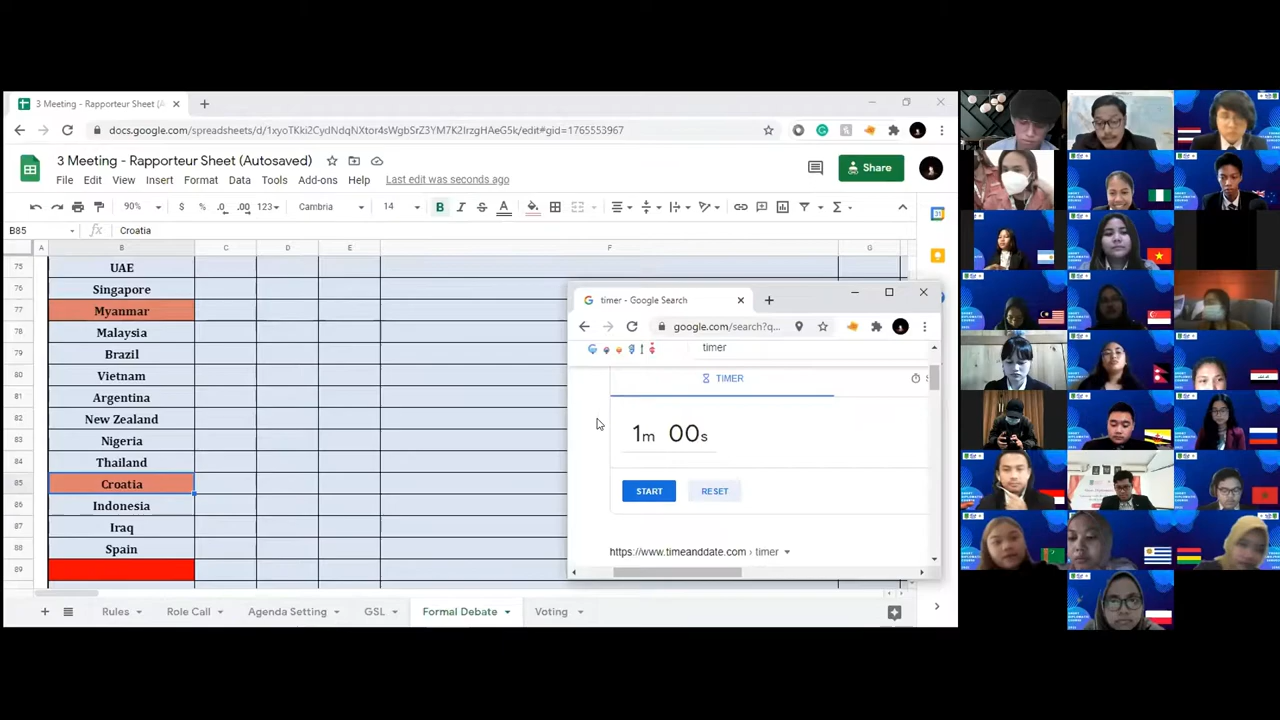 3 Meeting - Rapporteur Sheet (A
docs.google.com/spreadsheets/d/1xyoTKki2CydNdqNXtor4sWgbSrZ3YM7K2IrzgHAeG5k/edit#gid=1765553967
3 Meeting - Rapporteur Sheet (Autosaved)
File Edit View Insert Format Data Tools Add-ons Help Last edit was seconds ago
Share
90% $ % .0 .00 123 Cambria B I A
B85 fx Croatia
A B C D E F G
75 UAE
76 Singapore
77 Myanmar
78 Malaysia
79 Brazil
80 Vietnam
81 Argentina
82 New Zealand
83 Nigeria
84 Thailand
85 Croatia
86 Indonesia
87 Iraq
88 Spain
89
timer - Google Search
google.com/search?q...
timer
TIMER
1m 00s
START RESET
https://www.timeanddate.com › timer
Rules Role Call Agenda Setting GSL Formal Debate Voting